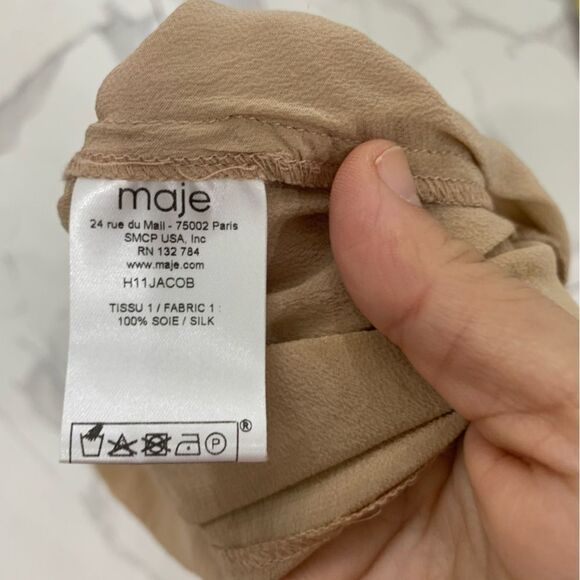 maje
24 rue du Mail - 75002 Paris
SMCP USA, Inc
RN 132 784
www.maje.com
H11JACOB
TISSU 1 / FABRIC 1 :
100% SOIE / SILK
P ®